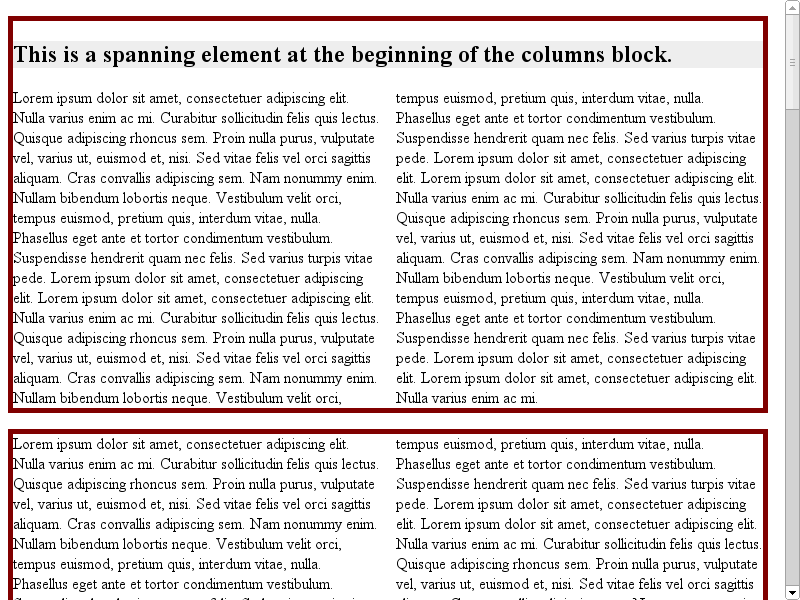 This is a spanning element at the beginning of the columns block.
Lorem ipsum dolor sit amet, consectetuer adipiscing elit.
Nulla varius enim ac mi. Curabitur sollicitudin felis quis lectus.
Quisque adipiscing rhoncus sem. Proin nulla purus, vulputate
vel, varius ut, euismod et, nisi. Sed vitae felis vel orci sagittis
aliquam. Cras convallis adipiscing sem. Nam nonummy enim.
Nullam bibendum lobortis neque. Vestibulum velit orci,
tempus euismod, pretium quis, interdum vitae, nulla.
Phasellus eget ante et tortor condimentum vestibulum.
Suspendisse hendrerit quam nec felis. Sed varius turpis vitae
pede. Lorem ipsum dolor sit amet, consectetuer adipiscing
elit. Lorem ipsum dolor sit amet, consectetuer adipiscing elit.
Nulla varius enim ac mi. Curabitur sollicitudin felis quis lectus.
Quisque adipiscing rhoncus sem. Proin nulla purus, vulputate
vel, varius ut, euismod et, nisi. Sed vitae felis vel orci sagittis
aliquam. Cras convallis adipiscing sem. Nam nonummy enim.
Nullam bibendum lobortis neque. Vestibulum velit orci,
tempus euismod, pretium quis, interdum vitae, nulla.
Phasellus eget ante et tortor condimentum vestibulum.
Suspendisse hendrerit quam nec felis. Sed varius turpis vitae
pede. Lorem ipsum dolor sit amet, consectetuer adipiscing
elit. Lorem ipsum dolor sit amet, consectetuer adipiscing elit.
Nulla varius enim ac mi. Curabitur sollicitudin felis quis lectus.
Quisque adipiscing rhoncus sem. Proin nulla purus, vulputate
vel, varius ut, euismod et, nisi. Sed vitae felis vel orci sagittis
aliquam. Cras convallis adipiscing sem. Nam nonummy enim.
Nullam bibendum lobortis neque. Vestibulum velit orci,
tempus euismod, pretium quis, interdum vitae, nulla.
Phasellus eget ante et tortor condimentum vestibulum.
Suspendisse hendrerit quam nec felis. Sed varius turpis vitae
pede. Lorem ipsum dolor sit amet, consectetuer adipiscing
elit. Lorem ipsum dolor sit amet, consectetuer adipiscing elit.
Nulla varius enim ac mi.
Lorem ipsum dolor sit amet, consectetuer adipiscing elit.
Nulla varius enim ac mi. Curabitur sollicitudin felis quis lectus.
Quisque adipiscing rhoncus sem. Proin nulla purus, vulputate
vel, varius ut, euismod et, nisi. Sed vitae felis vel orci sagittis
aliquam. Cras convallis adipiscing sem. Nam nonummy enim.
Nullam bibendum lobortis neque. Vestibulum velit orci,
tempus euismod, pretium quis, interdum vitae, nulla.
Phasellus eget ante et tortor condimentum vestibulum.
tempus euismod, pretium quis, interdum vitae, nulla.
Phasellus eget ante et tortor condimentum vestibulum.
Suspendisse hendrerit quam nec felis. Sed varius turpis vitae
pede. Lorem ipsum dolor sit amet, consectetuer adipiscing
elit. Lorem ipsum dolor sit amet, consectetuer adipiscing elit.
Nulla varius enim ac mi. Curabitur sollicitudin felis quis lectus.
Quisque adipiscing rhoncus sem. Proin nulla purus, vulputate
vel, varius ut, euismod et, nisi. Sed vitae felis vel orci sagittis